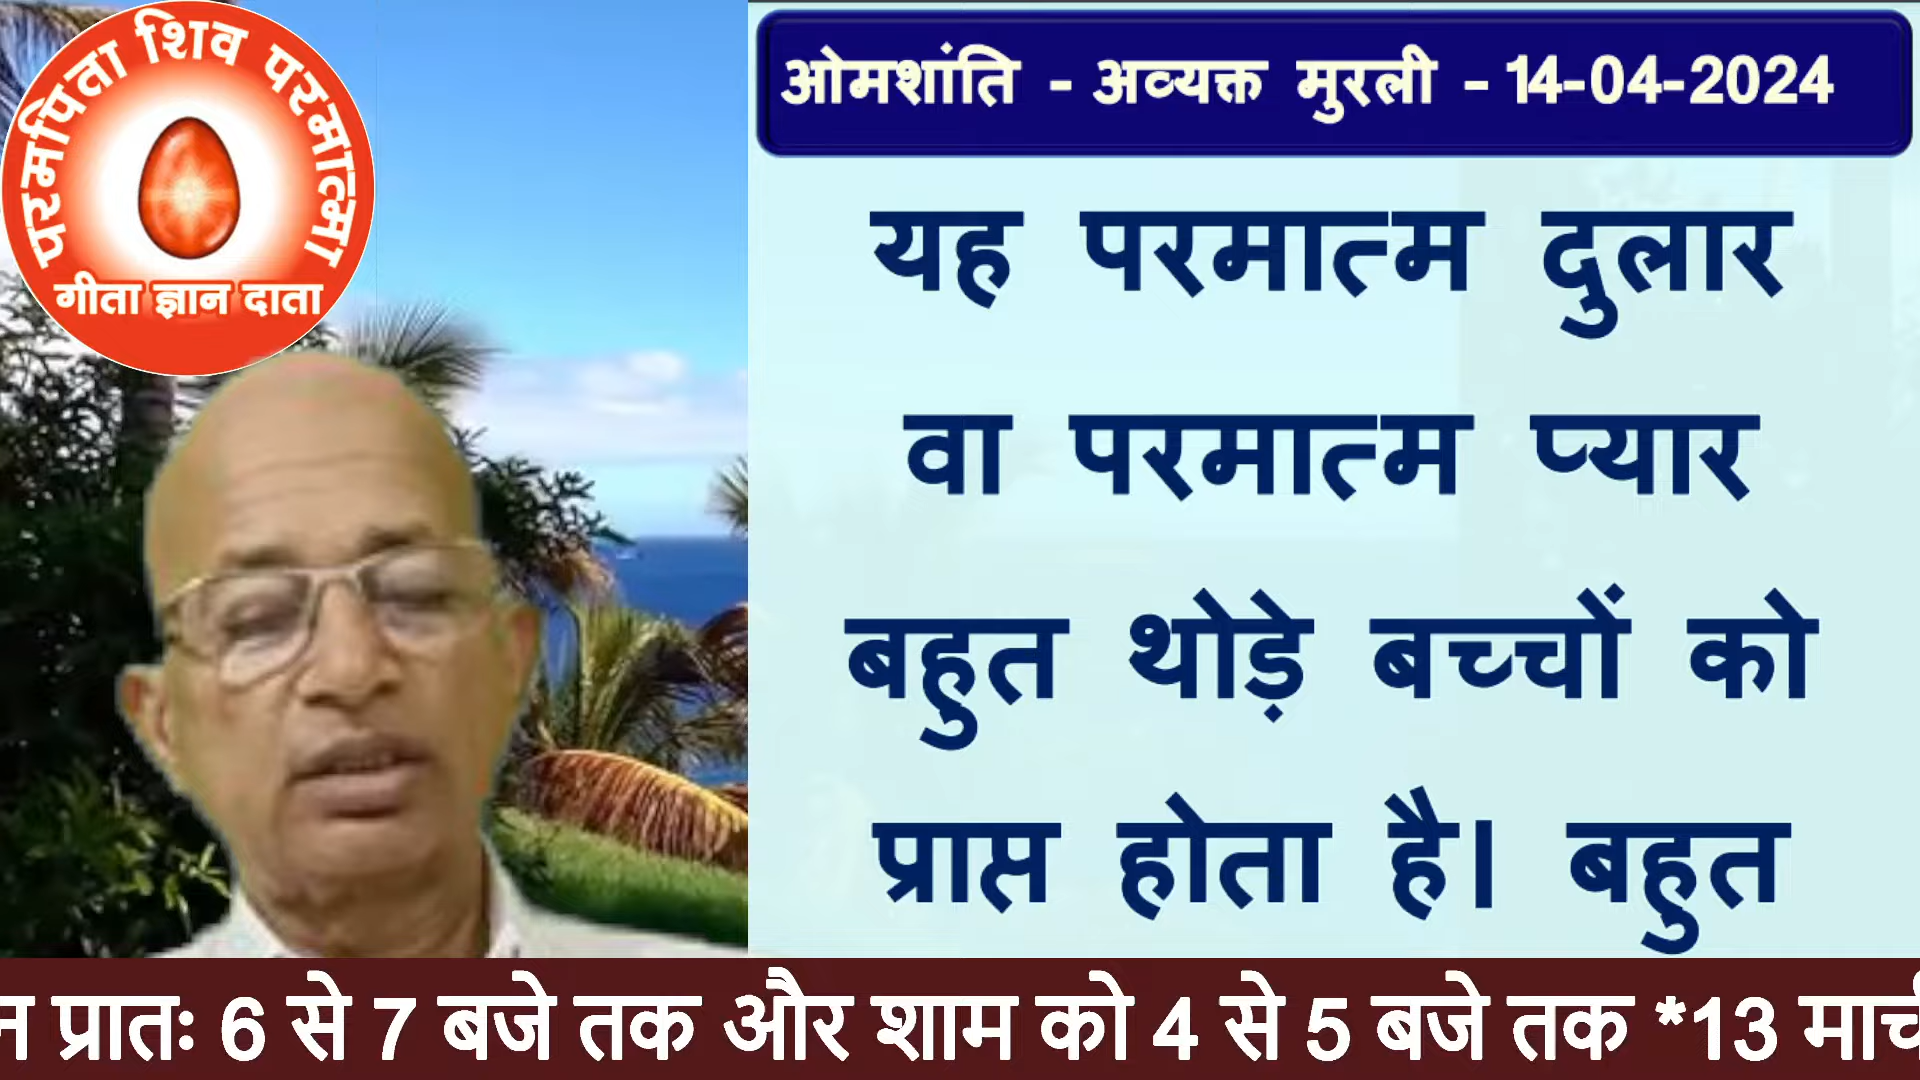 परमपिता शिव परमात्मा
गीता ज्ञान दाता
ओमशांति - अव्यक्त मुरली - 14-04-2024
यह परमात्म दुलार
वा परमात्म प्यार
बहुत थोड़े बच्चों को
प्राप्त होता है। बहुत
प्रातः 6 से 7 बजे तक और शाम को 4 से 5 बजे तक *13